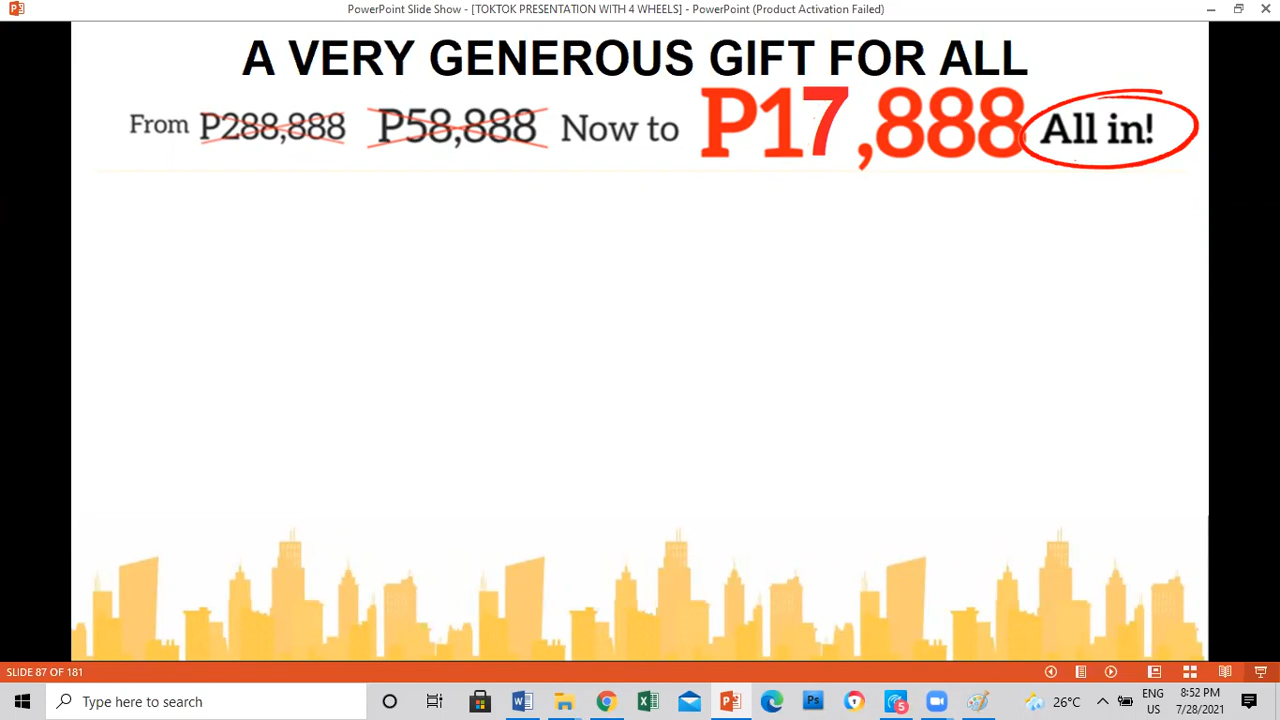 PowerPoint Slide Show - [TOKTOK PRESENTATION WITH 4 WHEELS] - PowerPoint (Product Activation Failed)
A VERY GENEROUS GIFT FOR ALL
From P288,888 P58,888 Now to P17,888 All in!
SLIDE 87 OF 181
Type here to search
5
26°C
ENG
US
8:52 PM
7/28/2021